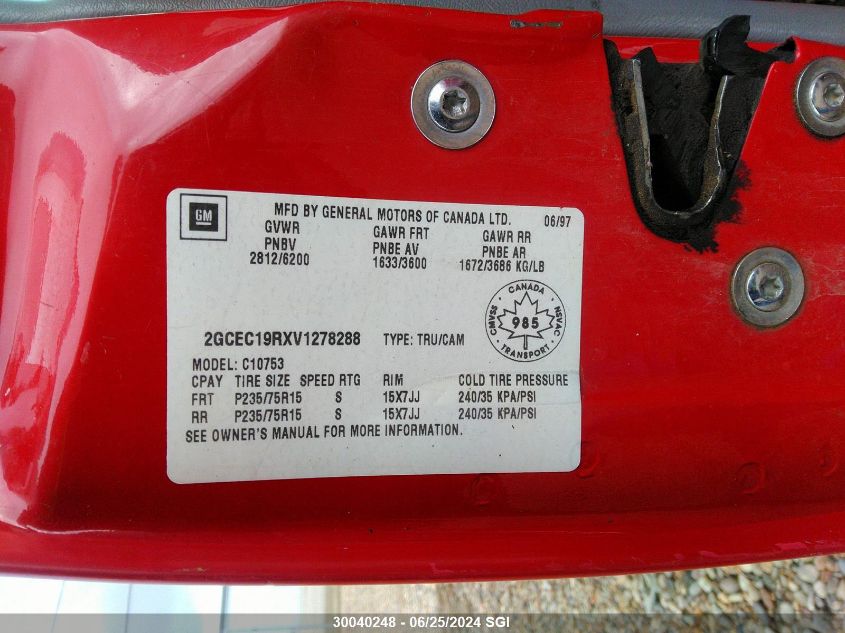 GM
MFD BY GENERAL MOTORS OF CANADA LTD. 06/97
GVWR GAWR FRT GAWR RR
PNBV PNBE AV PNBE AR
2812/6200 1633/3600 1672/3686 KG/LB
CANADA
CMVSS 985 NSVAC
TRANSPORT
2GCEC19RXV1278288 TYPE: TRU/CAM
MODEL: C10753
CPAY TIRE SIZE SPEED RTG RIM COLD TIRE PRESSURE
FRT P235/75R15 S 15X7JJ 240/35 KPA/PSI
RR P235/75R15 S 15X7JJ 240/35 KPA/PSI
SEE OWNER'S MANUAL FOR MORE INFORMATION.
30040248 - 06/25/2024 SGI